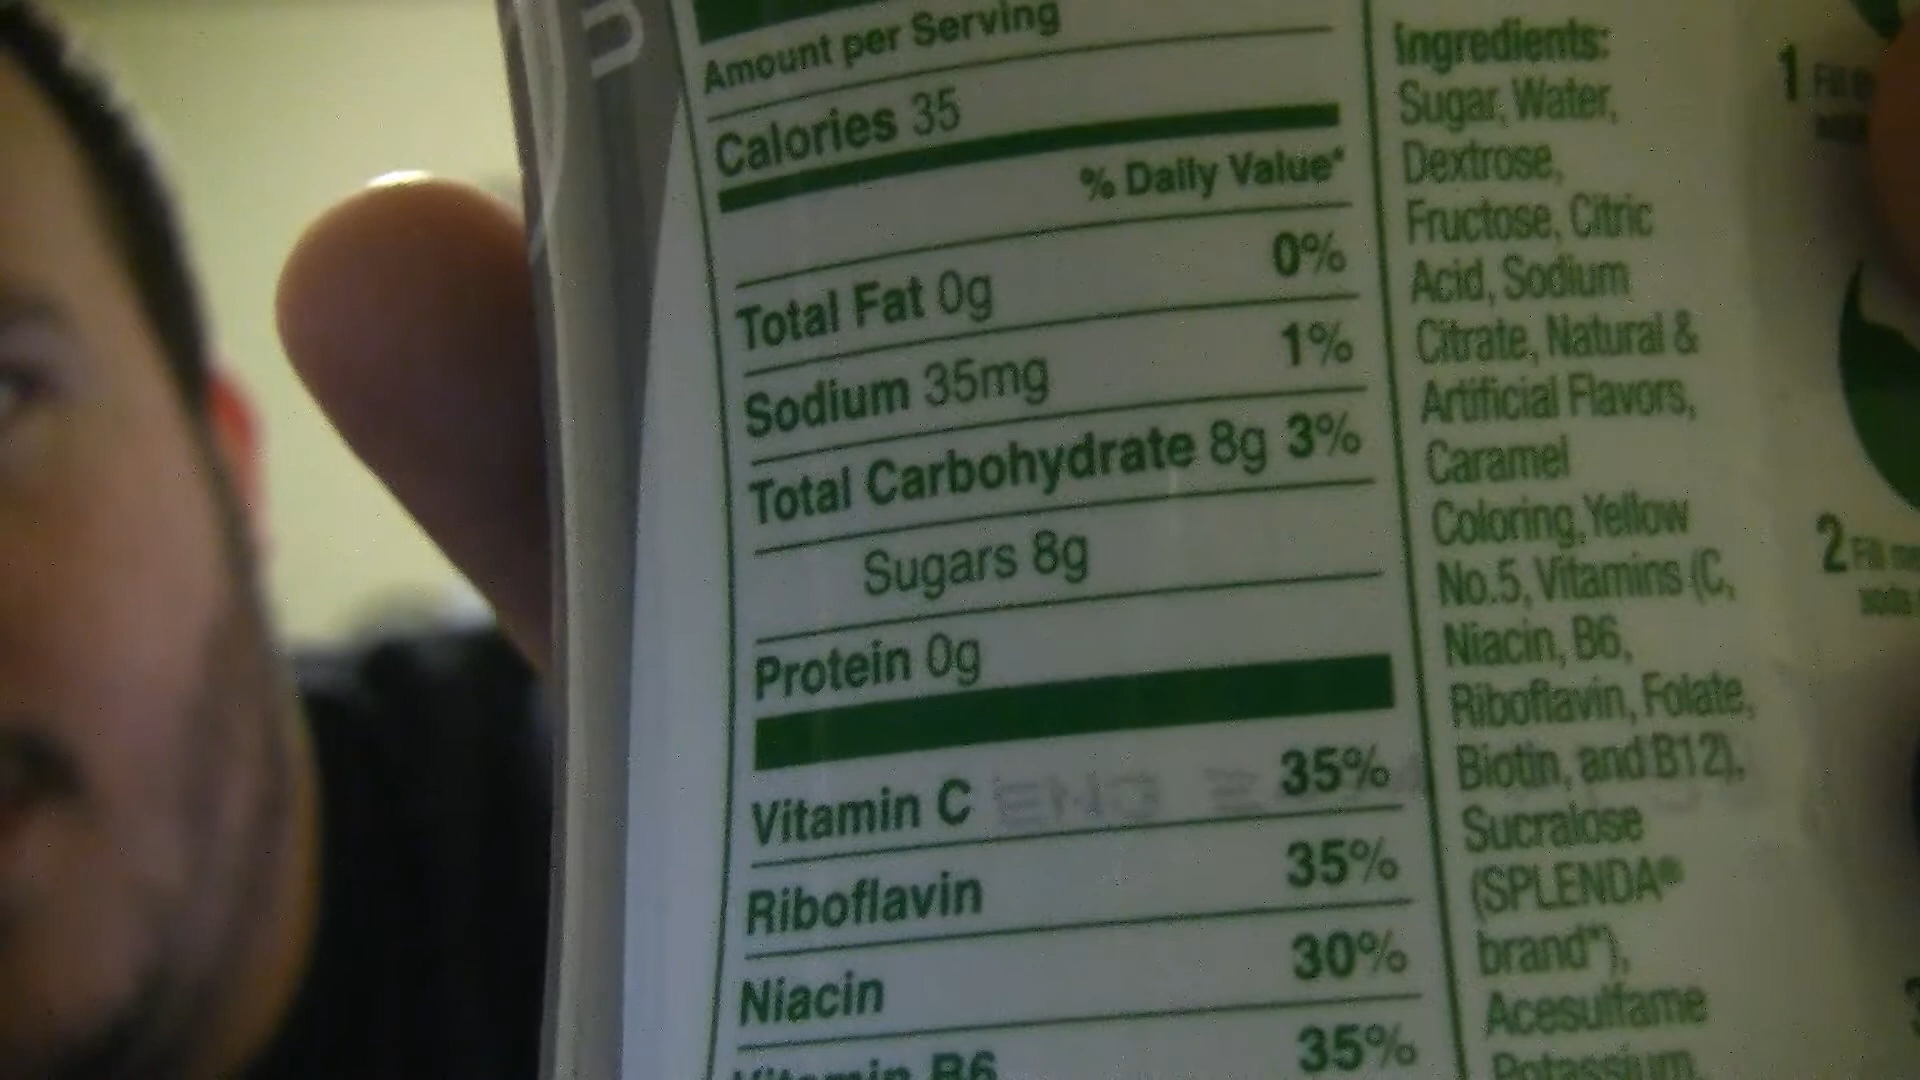 Amount per Serving
Calories 35
% Daily Value*
Total Fat 0g 0%
Sodium 35mg 1%
Total Carbohydrate 8g 3%
Sugars 8g
Protein 0g
Vitamin C 35%
Riboflavin 35%
Niacin 30%
Vitamin B6 35%
Ingredients:
Sugar, Water,
Dextrose,
Fructose, Citric
Acid, Sodium
Citrate, Natural &
Artificial Flavors,
Caramel
Coloring, Yellow
No.5, Vitamins (C,
Niacin, B6,
Riboflavin, Folate,
Biotin, and B12),
Sucralose
(SPLENDA®
brand*),
Acesulfame
Potassium,
1
2 Fill